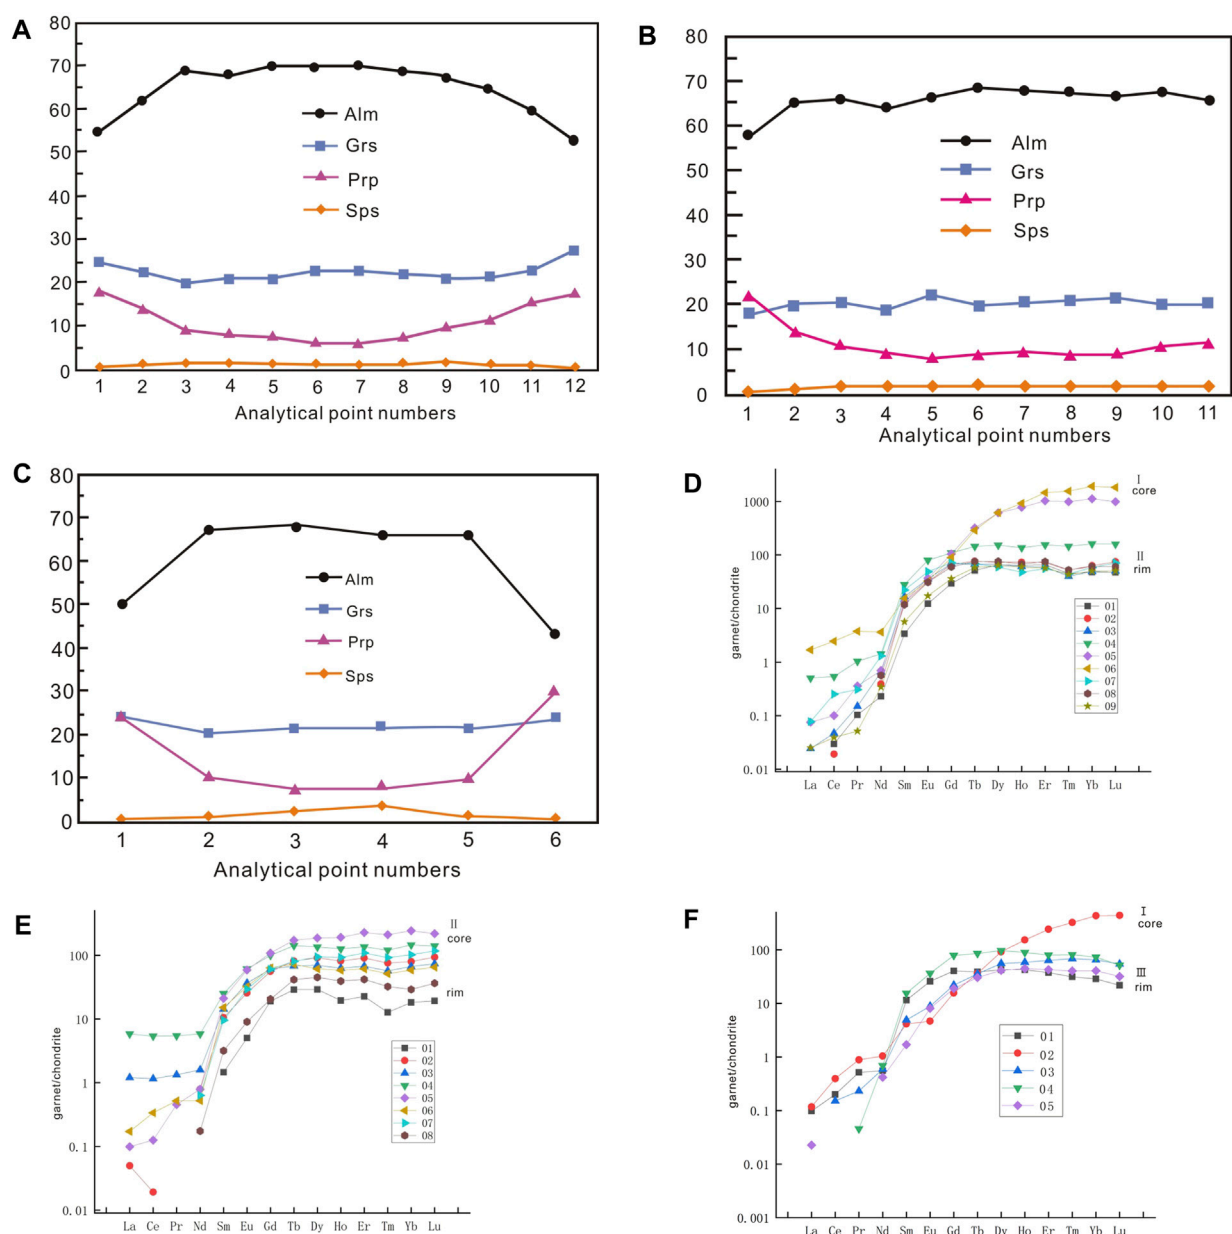 A
80
70
60
50
40
30
20
10
0
Alm
Grs
Prp
Sps
1 2 3 4 5 6 7 8 9 10 11 12
Analytical point numbers
B
80
70
60
50
40
30
20
10
0
Alm
Grs
Prp
Sps
1 2 3 4 5 6 7 8 9 10 11
Analytical point numbers
C
80
70
60
50
40
30
20
10
0
Alm
Grs
Prp
Sps
1 2 3 4 5 6
Analytical point numbers
D
garnet/chondrite
1000
100
10
1
0.1
0.01
I
core
II
rim
01
02
03
04
05
06
07
08
09
La Ce Pr Nd Sm Eu Gd Tb Dy Ho Er Tm Yb Lu
E
garnet/chondrite
100
10
1
0.1
0.01
II
core
rim
01
02
03
04
05
06
07
08
La Ce Pr Nd Sm Eu Gd Tb Dy Ho Er Tm Yb Lu
F
garnet/chondrite
100
10
1
0.1
0.01
0.001
I
core
III
rim
01
02
03
04
05
La Ce Pr Nd Sm Eu Gd Tb Dy Ho Er Tm Yb Lu